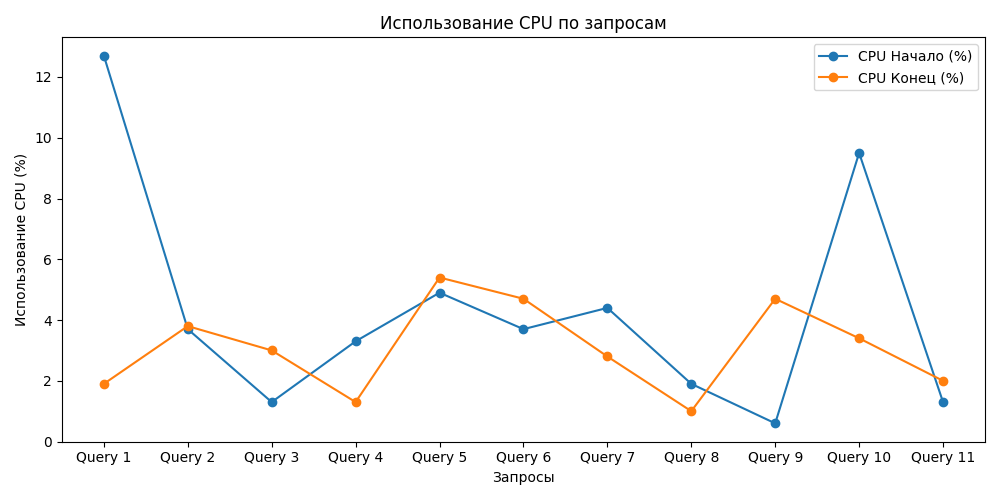 Использование CPU по запросам
CPU Начало (%)
CPU Конец (%)
Использование CPU (%)
12
10
8
6
4
2
0
Query 1 Query 2 Query 3 Query 4 Query 5 Query 6 Query 7 Query 8 Query 9 Query 10 Query 11
Запросы